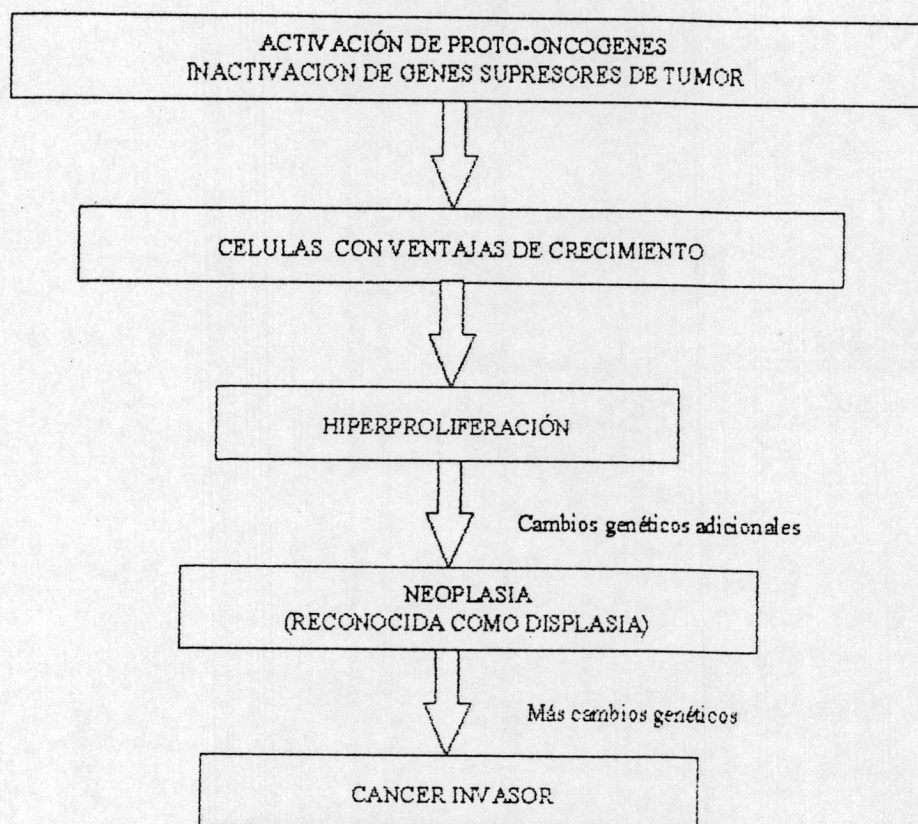 ACTIVACIÓN DE PROTO-ONCOGENES
INACTIVACION DE GENES SUPRESORES DE TUMOR
CELULAS CON VENTAJAS DE CRECIMIENTO
HIPERPROLIFERACIÓN
Cambios genéticos adicionales
NEOPLASIA
(RECONOCIDA COMO DISPLASIA)
Más cambios genéticos
CANCER INVASOR